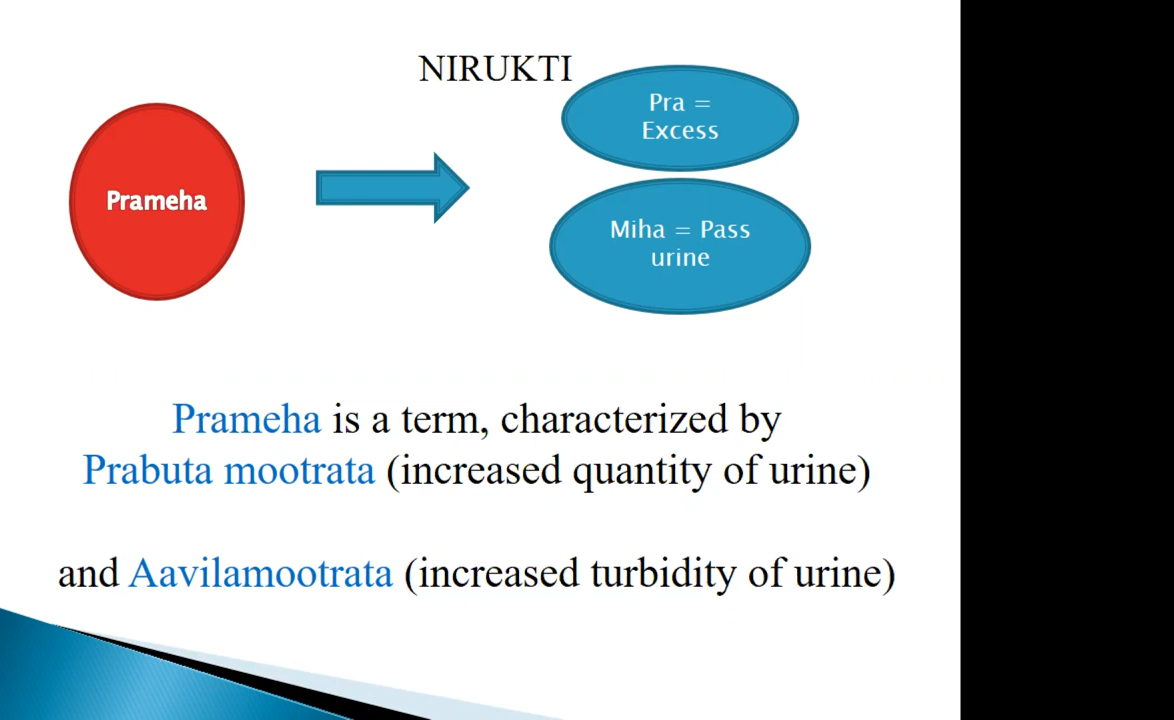 NIRUKTI
Prameha
Pra =
Excess
Miha = Pass
urine
Prameha is a term, characterized by
Prabuta mootrata (increased quantity of urine)
and Aavilamootrata (increased turbidity of urine)